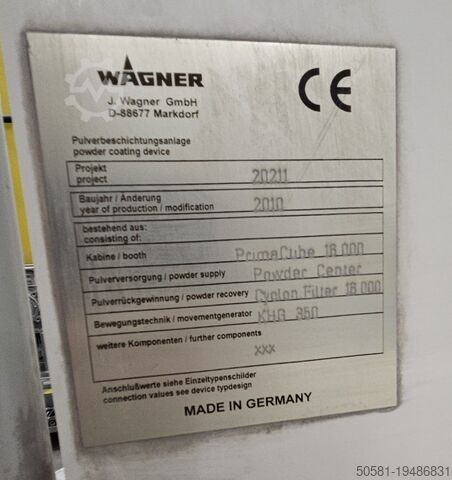 WAGNER
J. Wagner GmbH
D-88677 Markdorf
CE
Pulverbeschichtungsanlage
powder coating device
Projekt
project 20211
Baujahr / Änderung
year of production / modification 2010
bestehend aus:
consisting of:
Kabine / booth PrimaCube 16.000
Pulverversorgung / powder supply Powder Center
Pulverrückgewinnung / powder recovery Cyclon Filter 16.000
Bewegungstechnik / movementgenerator KHG 350
weitere Komponenten / further components
xxx
Anschlußwerte siehe Einzeltypenschilder
connection values see device typdesign
MADE IN GERMANY
50581-19486831